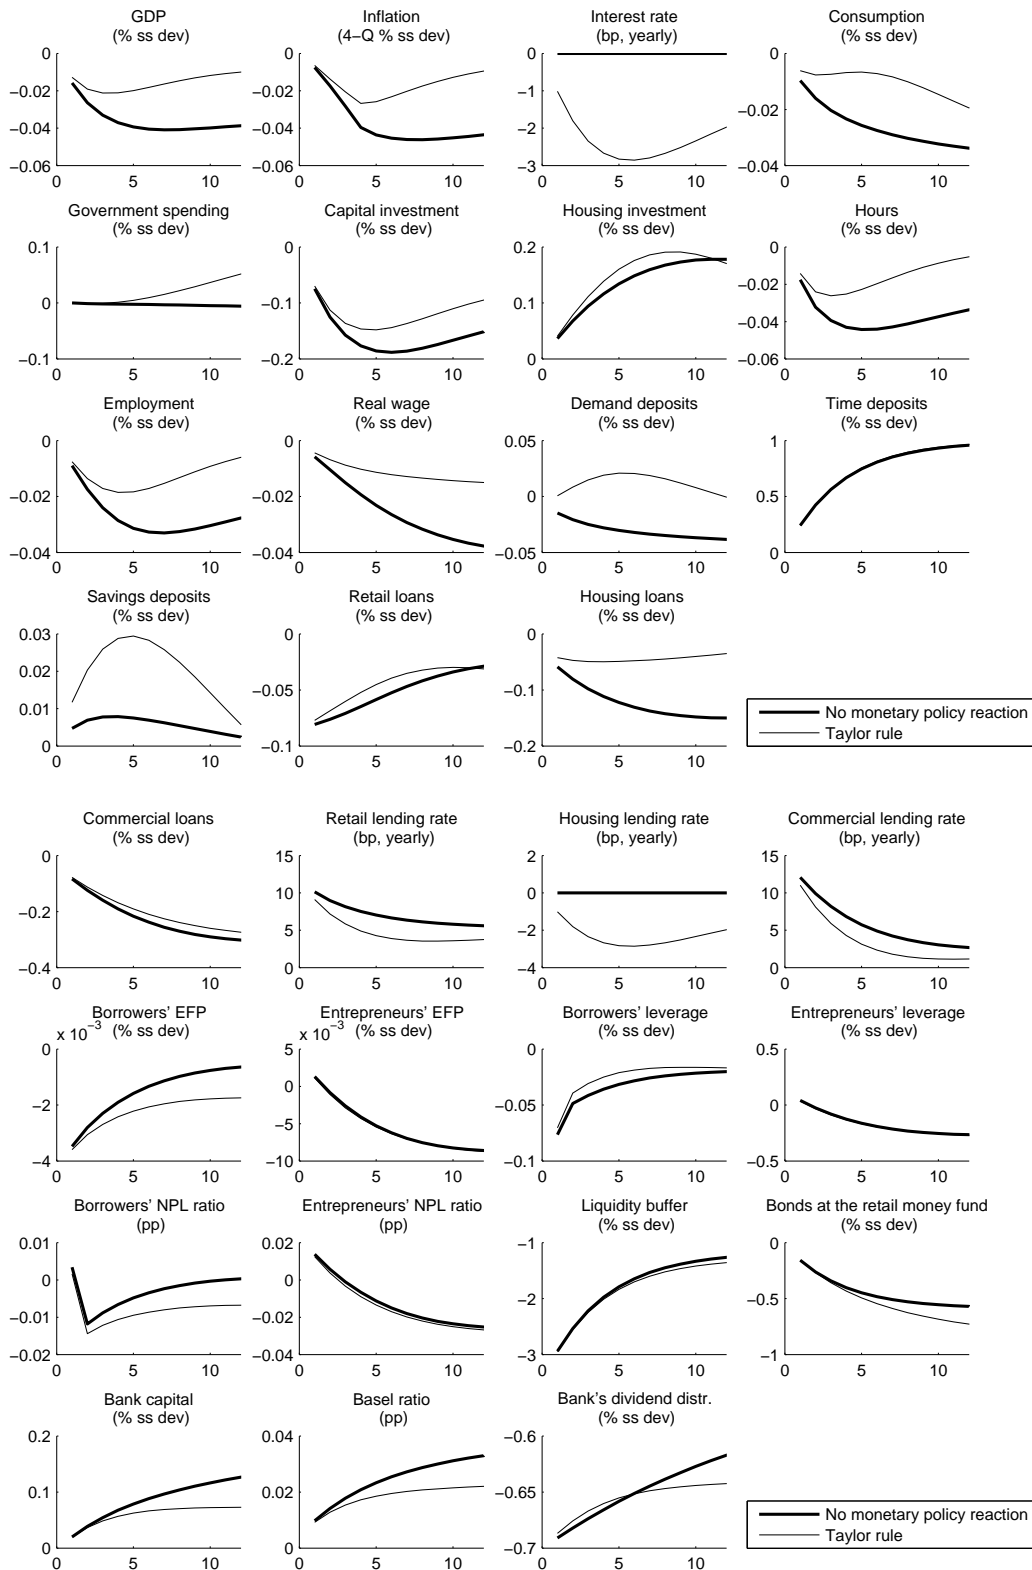 GDP
(% ss dev)
0
−0.02
−0.04
−0.06
0 5 10
Inflation
(4−Q % ss dev)
0
−0.02
−0.04
−0.06
0 5 10
Interest rate
(bp, yearly)
0
−1
−2
−3
0 5 10
Consumption
(% ss dev)
0
−0.02
−0.04
0 5 10
Government spending
(% ss dev)
0.1
0
−0.1
0 5 10
Capital investment
(% ss dev)
0
−0.1
−0.2
0 5 10
Housing investment
(% ss dev)
0.2
0.1
0
0 5 10
Hours
(% ss dev)
0
−0.02
−0.04
−0.06
0 5 10
Employment
(% ss dev)
0
−0.02
−0.04
0 5 10
Real wage
(% ss dev)
0
−0.02
−0.04
0 5 10
Demand deposits
(% ss dev)
0.05
0
−0.05
0 5 10
Time deposits
(% ss dev)
1
0.5
0
0 5 10
Savings deposits
(% ss dev)
0.03
0.02
0.01
0
0 5 10
Retail loans
(% ss dev)
0
−0.05
−0.1
0 5 10
Housing loans
(% ss dev)
0
−0.1
−0.2
0 5 10
No monetary policy reaction
Taylor rule
Commercial loans
(% ss dev)
0
−0.2
−0.4
0 5 10
Retail lending rate
(bp, yearly)
15
10
5
0
0 5 10
Housing lending rate
(bp, yearly)
2
0
−2
−4
0 5 10
Commercial lending rate
(bp, yearly)
15
10
5
0
0 5 10
Borrowers' EFP
x 10−3 (% ss dev)
0
−2
−4
0 5 10
Entrepreneurs' EFP
x 10−3 (% ss dev)
5
0
−5
−10
0 5 10
Borrowers' leverage
(% ss dev)
0
−0.05
−0.1
0 5 10
Entrepreneurs' leverage
(% ss dev)
0.5
0
−0.5
0 5 10
Borrowers' NPL ratio
(pp)
0.01
0
−0.01
−0.02
0 5 10
Entrepreneurs' NPL ratio
(pp)
0.02
0
−0.02
−0.04
0 5 10
Liquidity buffer
(% ss dev)
−1
−2
−3
0 5 10
Bonds at the retail money fund
(% ss dev)
0
−0.5
−1
0 5 10
Bank capital
(% ss dev)
0.2
0.1
0
0 5 10
Basel ratio
(pp)
0.04
0.02
0
0 5 10
Bank's dividend distr.
(% ss dev)
−0.6
−0.65
−0.7
0 5 10
No monetary policy reaction
Taylor rule